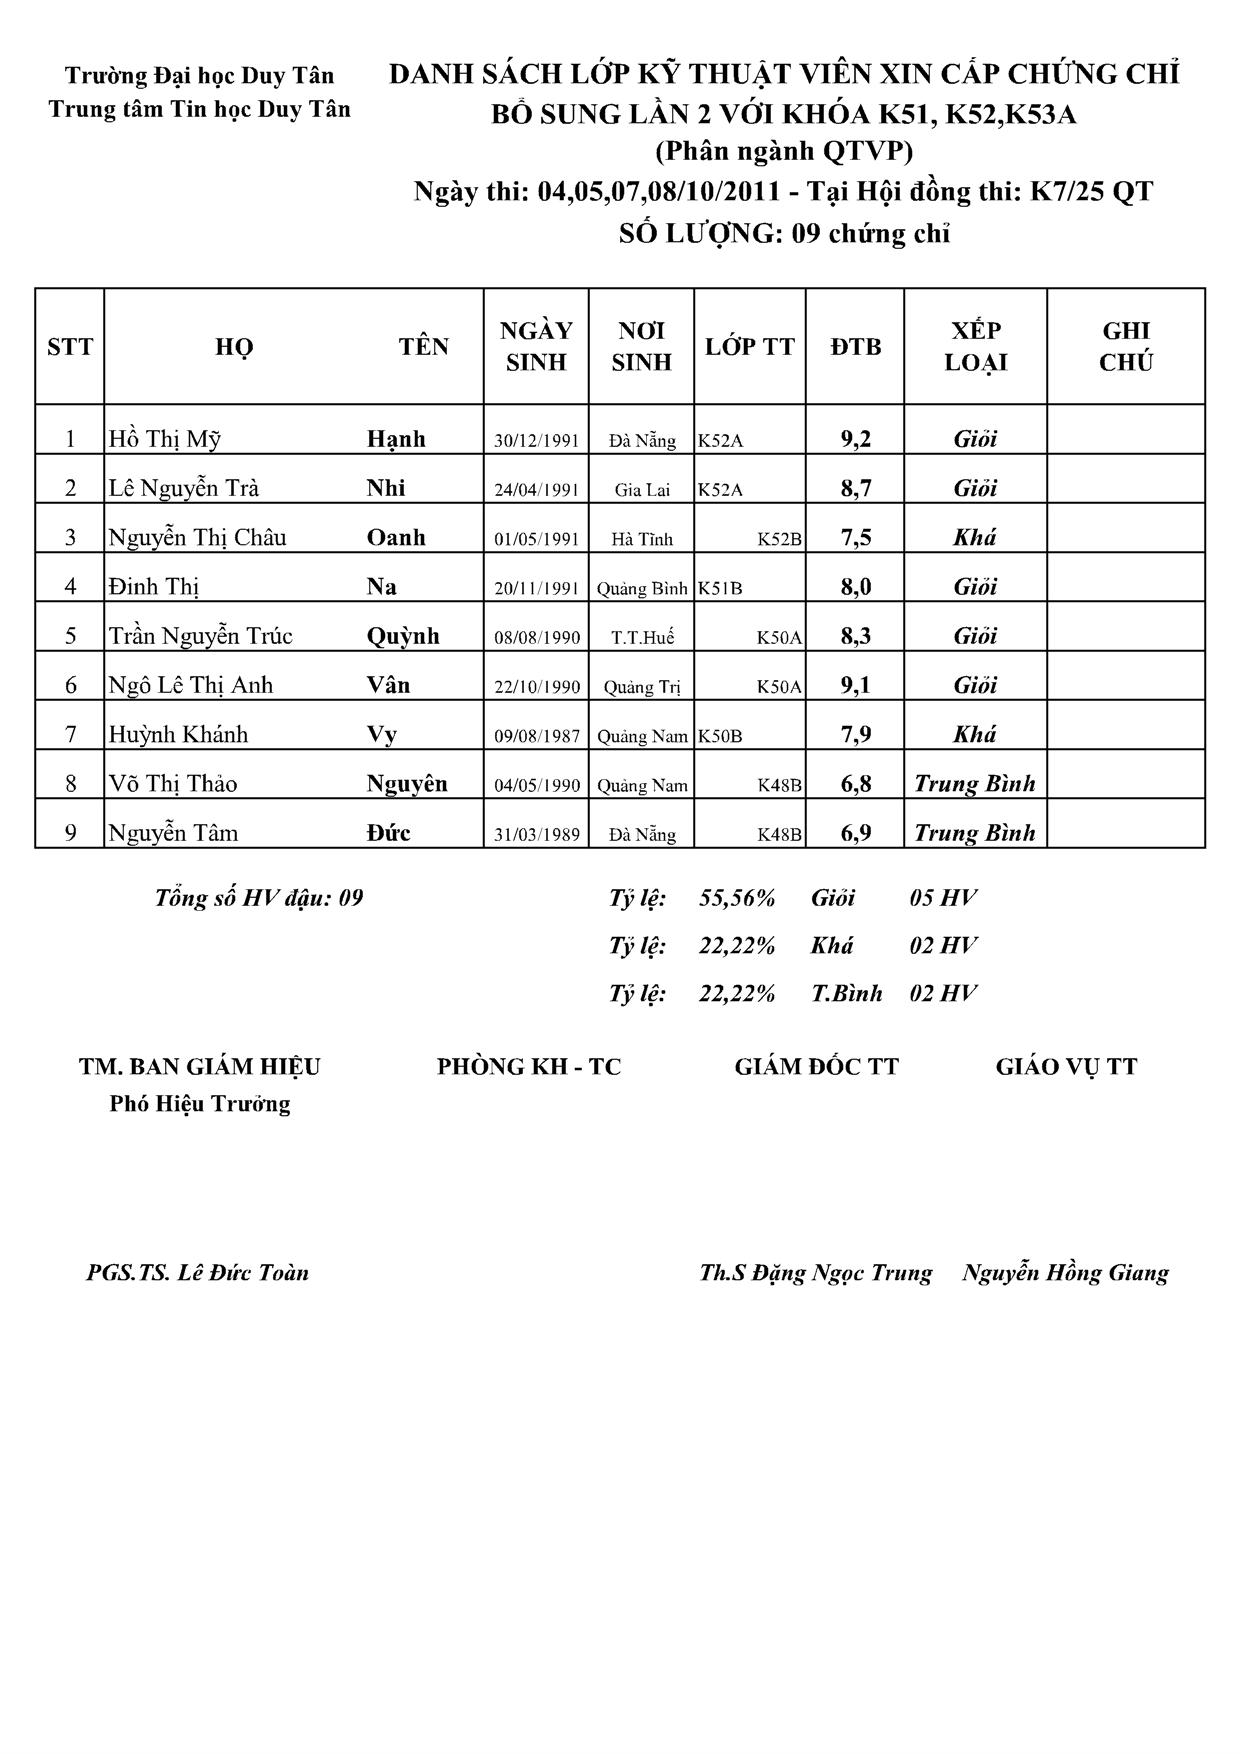 Trường Đại học Duy Tân
Trung tâm Tin học Duy Tân
DANH SÁCH LỚP KỸ THUẬT VIÊN XIN CẤP CHỨNG CHỈ
BỔ SUNG LẦN 2 VỚI KHÓA K51, K52,K53A
(Phân ngành QTVP)
Ngày thi: 04,05,07,08/10/2011 - Tại Hội đồng thi: K7/25 QT
SỐ LƯỢNG: 09 chứng chỉ
STT HỌ TÊN NGÀY SINH NƠI SINH LỚP TT ĐTB XẾP LOẠI GHI CHÚ
1 Hồ Thị Mỹ Hạnh 30/12/1991 Đà Nẵng K52A 9,2 Giỏi
2 Lê Nguyễn Trà Nhi 24/04/1991 Gia Lai K52A 8,7 Giỏi
3 Nguyễn Thị Châu Oanh 01/05/1991 Hà Tĩnh K52B 7,5 Khá
4 Đinh Thị Na 20/11/1991 Quảng Bình K51B 8,0 Giỏi
5 Trần Nguyễn Trúc Quỳnh 08/08/1990 T.T.Huế K50A 8,3 Giỏi
6 Ngô Lê Thị Anh Vân 22/10/1990 Quảng Trị K50A 9,1 Giỏi
7 Huỳnh Khánh Vy 09/08/1987 Quảng Nam K50B 7,9 Khá
8 Võ Thị Thảo Nguyên 04/05/1990 Quảng Nam K48B 6,8 Trung Bình
9 Nguyễn Tâm Đức 31/03/1989 Đà Nẵng K48B 6,9 Trung Bình
Tổng số HV đậu: 09 Tỷ lệ: 55,56% Giỏi 05 HV
Tỷ lệ: 22,22% Khá 02 HV
Tỷ lệ: 22,22% T.Bình 02 HV
TM. BAN GIÁM HIỆU PHÒNG KH - TC GIÁM ĐỐC TT GIÁO VỤ TT
Phó Hiệu Trưởng
PGS.TS. Lê Đức Toàn Th.S Đặng Ngọc Trung Nguyễn Hồng Giang